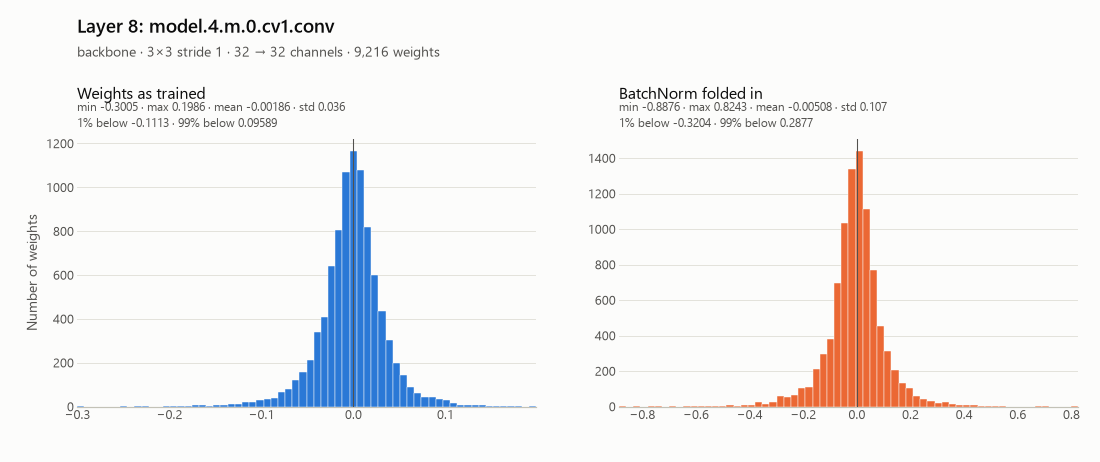 Layer 8: model.4.m.0.cv1.conv
backbone · 3×3 stride 1 · 32 → 32 channels · 9,216 weights
Weights as trained
min -0.3005 · max 0.1986 · mean -0.00186 · std 0.036
1% below -0.1113 · 99% below 0.09589
Number of weights
1200
1000
800
600
400
200
0
−0.3 −0.2 −0.1 0.0 0.1
BatchNorm folded in
min -0.8876 · max 0.8243 · mean -0.00508 · std 0.107
1% below -0.3204 · 99% below 0.2877
1400
1200
1000
800
600
400
200
0
−0.8 −0.6 −0.4 −0.2 0.0 0.2 0.4 0.6 0.8